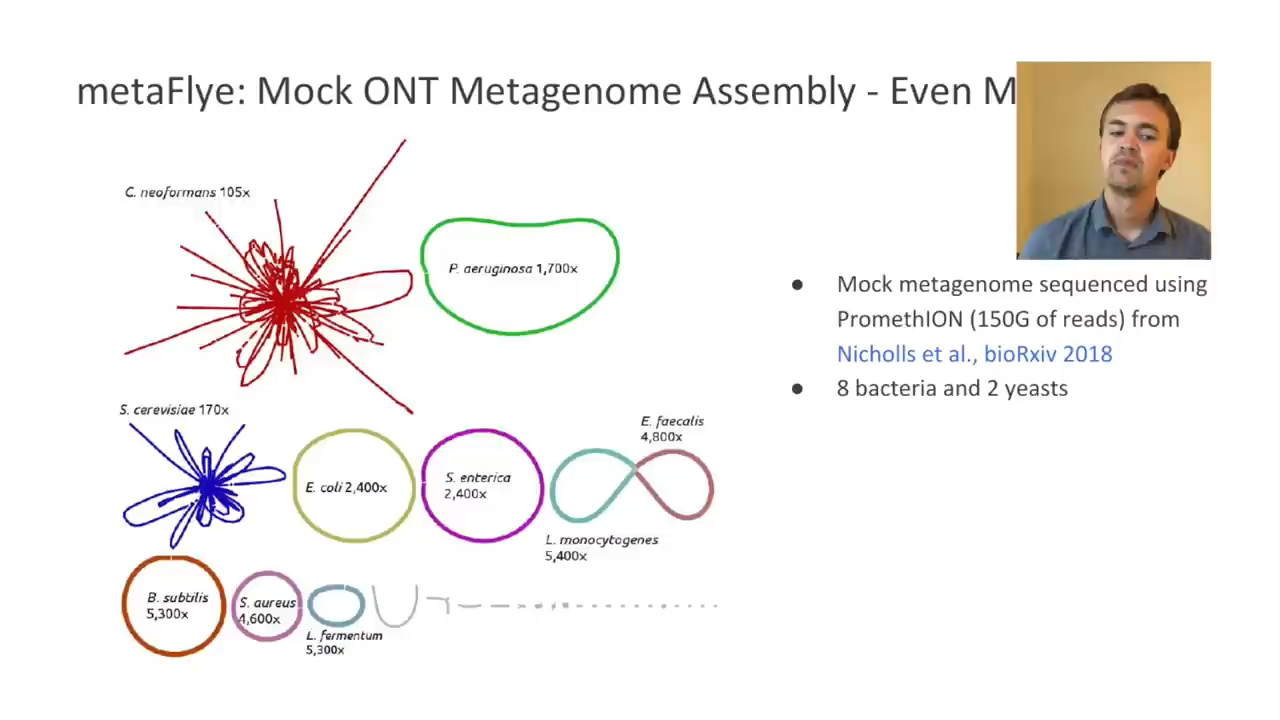 metaFlye: Mock ONT Metagenome Assembly - Even M
C. neoformans 105x
P. aeruginosa 1,700x
Mock metagenome sequenced using
PromethION (150G of reads) from
Nicholls et al., bioRxiv 2018
8 bacteria and 2 yeasts
S. cerevisiae 170x
E. faecalis
4,800x
E. coli 2,400x
S. enterica
2,400x
L. monocytogenes
5,400x
B. subtilis
5,300x
S. aureus
4,600x
L. fermentum
5,300x